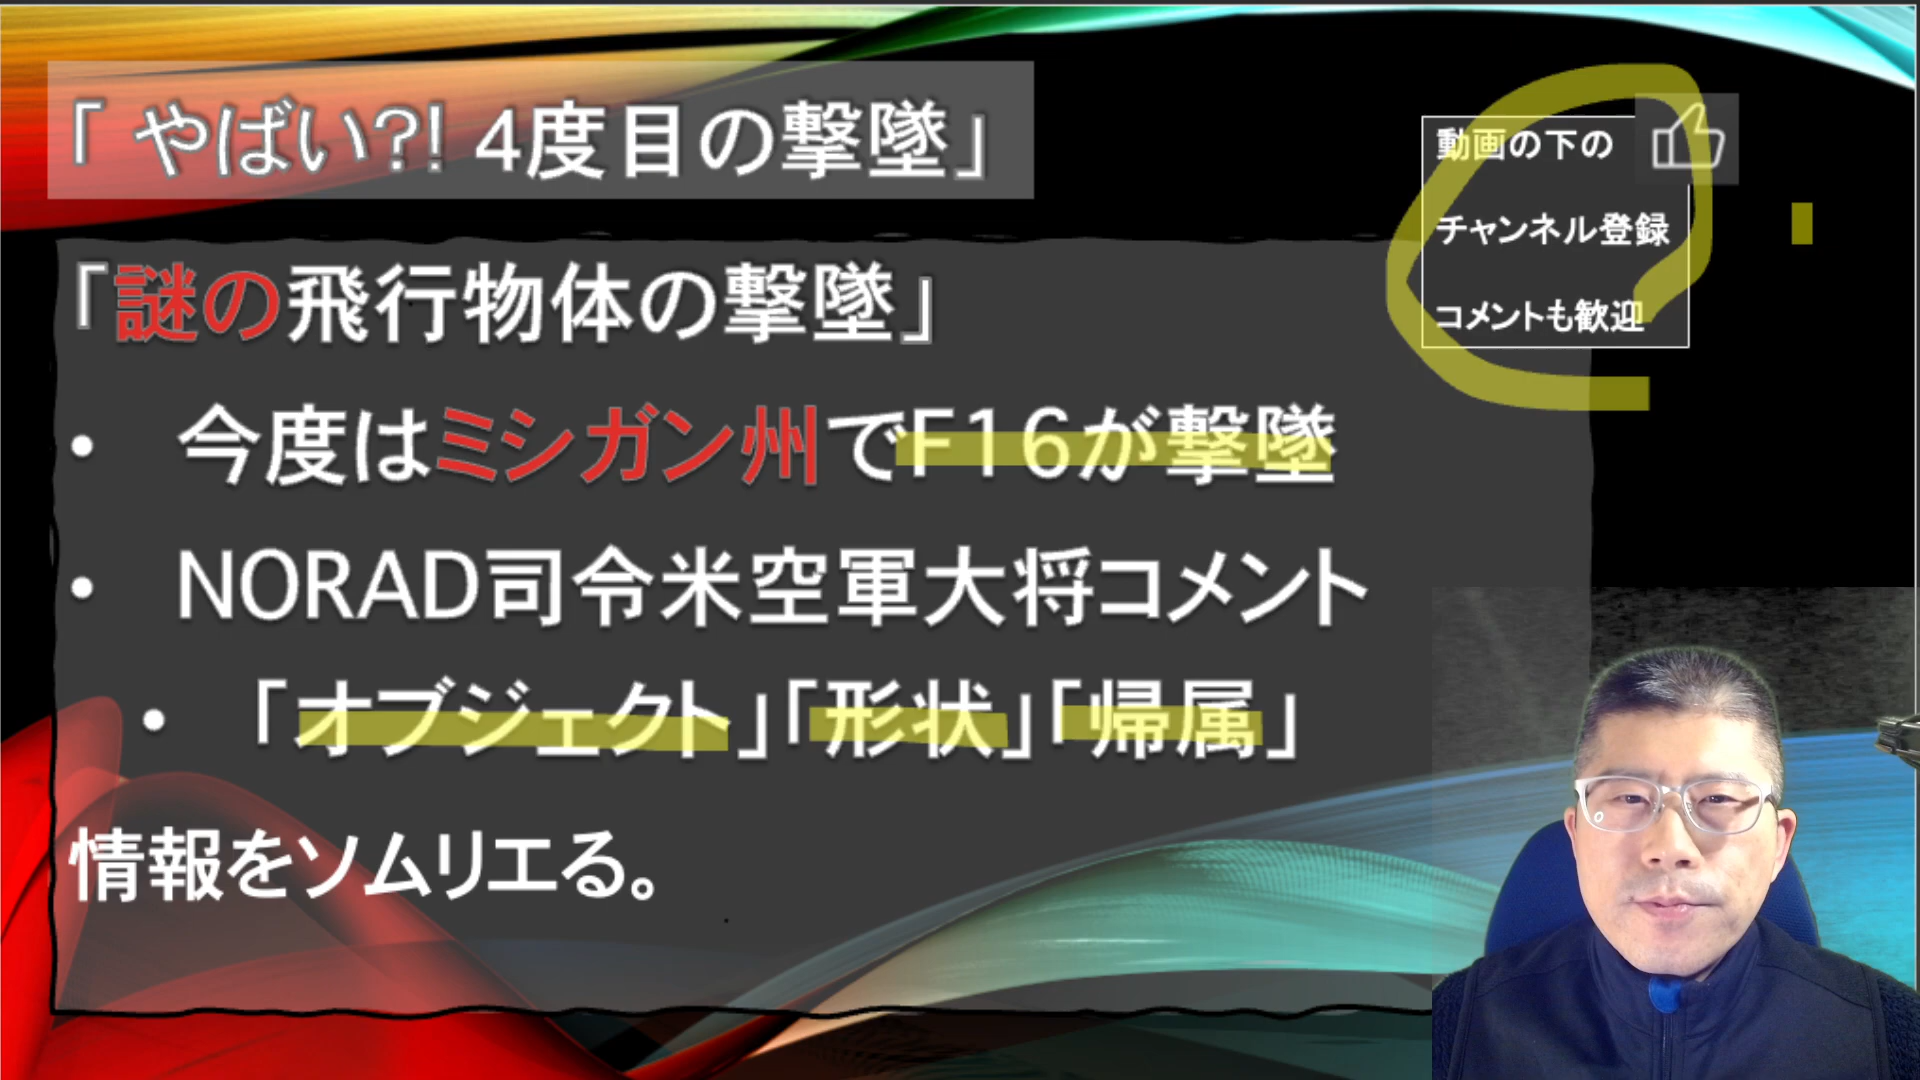 「 やばい?! 4度目の撃墜」
動画の下の
チャンネル登録
コメントも歓迎
「謎の飛行物体の撃墜」
• 今度はミシガン州でF16が撃墜
• NORAD司令米空軍大将コメント
• 「オブジェクト」「形状」「帰属」
情報をソムリエる。